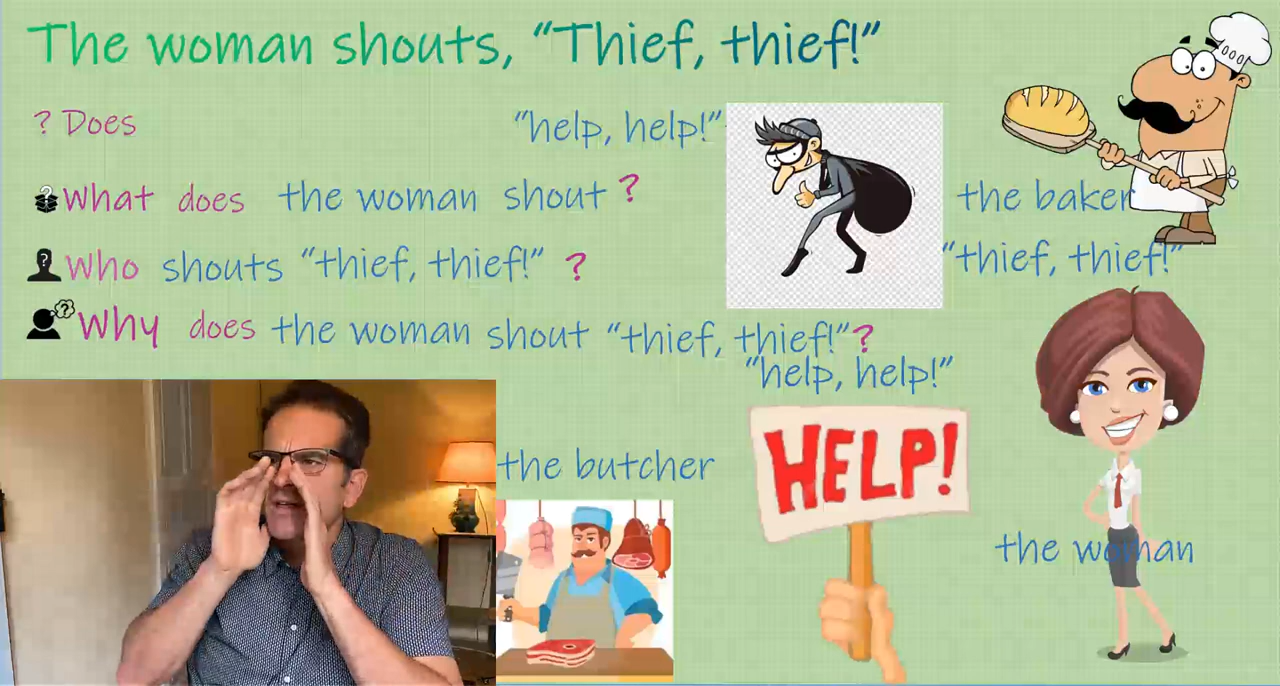 The woman shouts, “Thief, thief!”
? Does
“help, help!”
What does the woman shout ?
the baker
Who shouts “thief, thief!” ?
“thief, thief!”
Why does the woman shout “thief, thief!” ?
“help, help!”
the butcher
HELP!
the woman